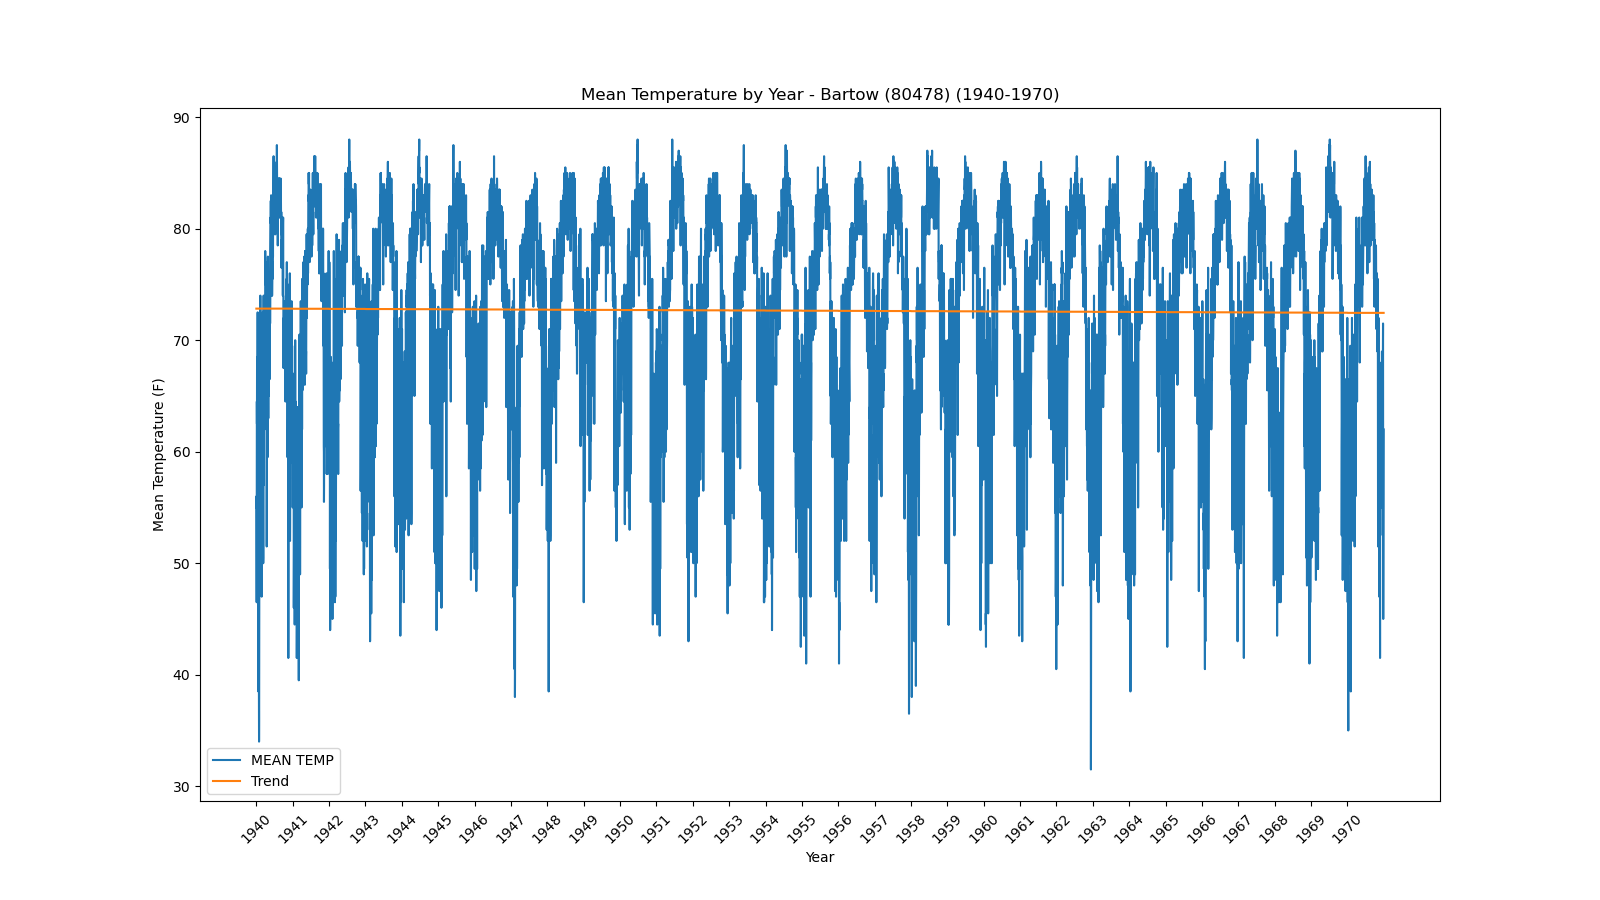 Mean Temperature by Year - Bartow (80478) (1940-1970)
90
80
70
60
50
40
30
Mean Temperature (F)
MEAN TEMP
Trend
1940 1941 1942 1943 1944 1945 1946 1947 1948 1949 1950 1951 1952 1953 1954 1955 1956 1957 1958 1959 1960 1961 1962 1963 1964 1965 1966 1967 1968 1969 1970
Year